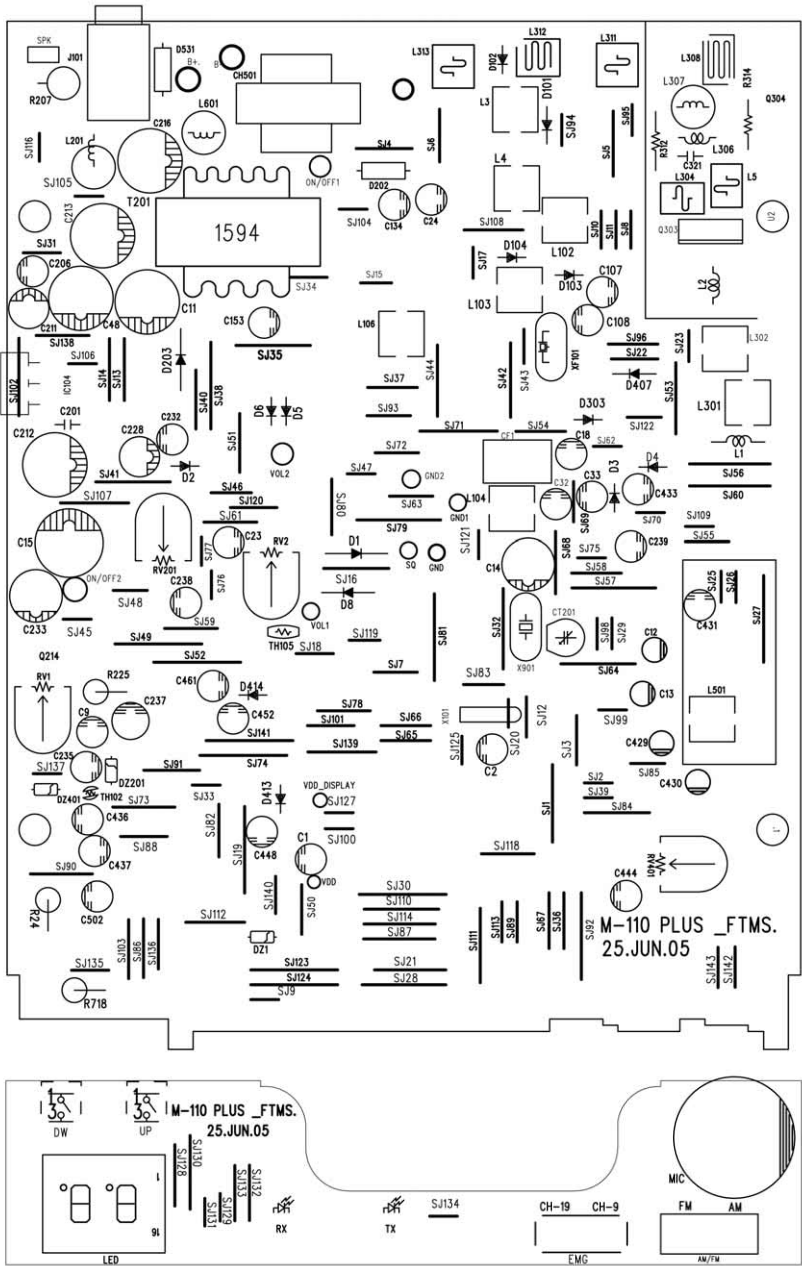 L312
L313
L311
SPK
J101
D531
B+
B-
CH501
D102
D101
L308
L307
R314
Q304
R207
L601
L3
SJ94
SJ95
C216
SJ116
L201
SJ4
SJ6
SJ5
R312
L306
C321
L304
L5
SJ105
ON/OFF1
D202
L4
T201
C213
SJ104
C134
C24
SJ108
SJ10
SJ11
SJ8
Q303
U2
1594
SJ31
L102
SJ17
D104
C206
SJ34
SJ15
L103
D103
C107
L2
C211
C48
C11
C153
L106
C108
SJ138
SJ96
SJ23
L302
SJ102
SJ106
IC104
SJ14
SJ13
D203
SJ35
SJ44
SJ42
SJ43
XF101
SJ22
SJ40
SJ38
SJ37
D407
SJ53
L301
C201
D6
D5
SJ93
D303
SJ122
C212
C228
C232
SJ51
SJ71
SJ54
C18
L1
CF1
SJ62
VOL2
SJ72
D2
SJ47
GND2
D3
D4
SJ56
SJ41
SJ46
L104
C32
C33
C433
SJ60
SJ107
SJ120
SJ80
SJ63
GND1
SJ69
SJ70
SJ61
SJ79
SJ109
C15
SJ77
C23
RV2
D1
SQ
GND
SJ121
SJ68
SJ75
C239
SJ55
RV201
C14
SJ58
ON/OFF2
SJ76
SJ16
SJ57
C238
D8
SJ25
SJ26
SJ27
SJ48
C233
VOL1
SJ81
SJ32
CT201
SJ98
SJ29
C431
SJ45
SJ59
TH105
SJ119
C12
SJ49
SJ18
X901
Q214
SJ52
SJ64
RV1
R225
C461
SJ7
SJ83
C13
L501
D414
C9
C237
C452
SJ78
X101
SJ12
SJ101
SJ66
SJ99
SJ141
SJ65
SJ125
SJ20
SJ3
C429
SJ139
C2
C235
SJ74
SJ91
SJ137
DZ201
SJ85
VDD_DISPLAY
SJ2
C430
DZ401
TH102
SJ33
D413
SJ127
SJ39
SJ73
SJ1
SJ84
C436
SJ82
SJ100
SJ88
SJ19
C448
L1
C1
C437
SJ118
RV401
SJ90
VDD
C444
SJ140
SJ50
R24
C502
SJ30
SJ110
SJ111
SJ113
SJ89
SJ67
SJ36
SJ92
SJ112
SJ114
M-110 PLUS _FTMS.
SJ103
SJ86
SJ136
DZ1
SJ87
25.JUN.05
SJ135
SJ123
SJ21
SJ143
SJ142
SJ124
SJ28
R718
SJ9
1
3
1
3
DW
UP
M-110 PLUS _FTMS.
25.JUN.05
SJ128
SJ130
1
MIC
SJ131
SJ129
SJ133
SJ132
SJ134
CH-19
CH-9
FM
AM
RX
TX
16
LED
EMG
AM/FM